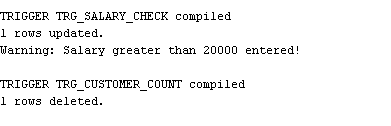 TRIGGER TRG_SALARY_CHECK compiled
1 rows updated.
Warning: Salary greater than 20000 entered!
TRIGGER TRG_CUSTOMER_COUNT compiled
1 rows deleted.